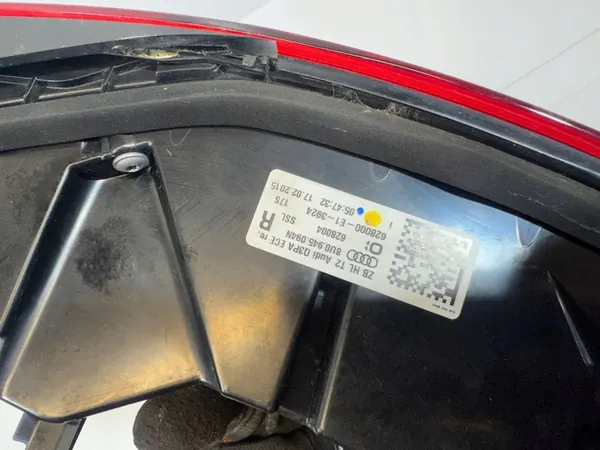 ZB HL T2 Audi Q3PA ECE re.
8U0.945.094N
628004 SSL R
628000-E1-3924 17S
05:47:32 17.02.2015